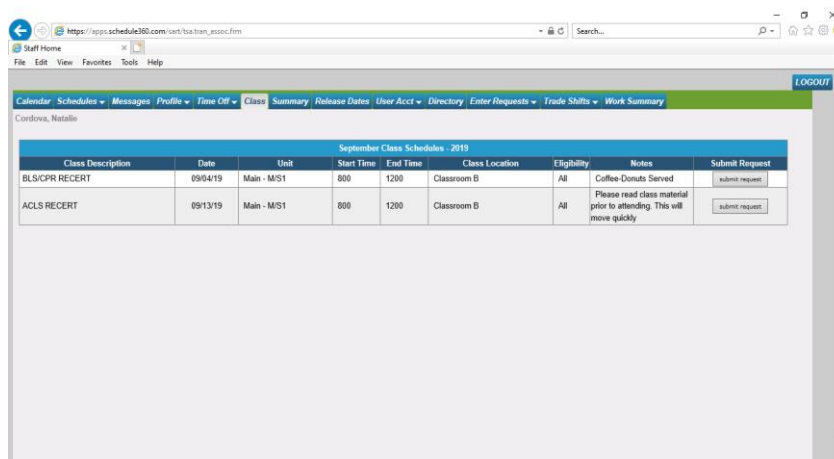 https://apps.schedule360.com/sart/tsa.tran_assoc.frm Search...
Staff Home
File Edit View Favorites Tools Help
LOGOUT
Calendar Schedules Messages Profile Time Off Class Summary Release Dates User Acct Directory Enter Requests Trade Shifts Work Summary
Cordova, Natalie
September Class Schedules - 2019
Class Description Date Unit Start Time End Time Class Location Eligibility Notes Submit Request
BLS/CPR RECERT 09/04/19 Main - M/S1 800 1200 Classroom B All Coffee-Donuts Served submit request
ACLS RECERT 09/13/19 Main - M/S1 800 1200 Classroom B All Please read class material prior to attending. This will move quickly submit request